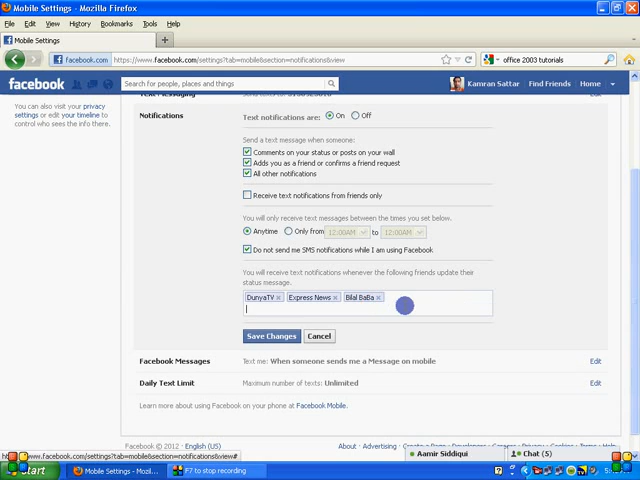 Mobile Settings - Mozilla Firefox
File Edit View History Bookmarks Tools Help
Mobile Settings
facebook.com https://www.facebook.com/settings?tab=mobile&section=notifications&view
office 2003 tutorials
facebook Search for people, places and things Kamran Sattar Find Friends Home
You can also visit your privacy
settings or edit your timeline to
control who sees the info there.
Edit
Notifications Text notifications are: On Off
Send a text message when someone:
Comments on your status or posts on your wall
Adds you as a friend or confirms a friend request
All other notifications
Receive text notifications from friends only
You will only receive text messages between the times you set below.
Anytime Only from 12:00AM to 12:00AM
Do not send me SMS notifications while I am using Facebook
You will receive text notifications whenever the following friends update their
status message.
DunyaTV Express News Bilal BaBa
Save Changes Cancel
Facebook Messages Text me: When someone sends me a Message on mobile Edit
Daily Text Limit Maximum number of texts: Unlimited Edit
Learn more about using Facebook on your phone at Facebook Mobile.
Facebook © 2012 · English (US) About · Advertising
www.facebook.com/settings?tab=mobile&section=notifications&view#
Aamir Siddiqui Chat (5)
start Mobile Settings - Moz... F7 to stop recording